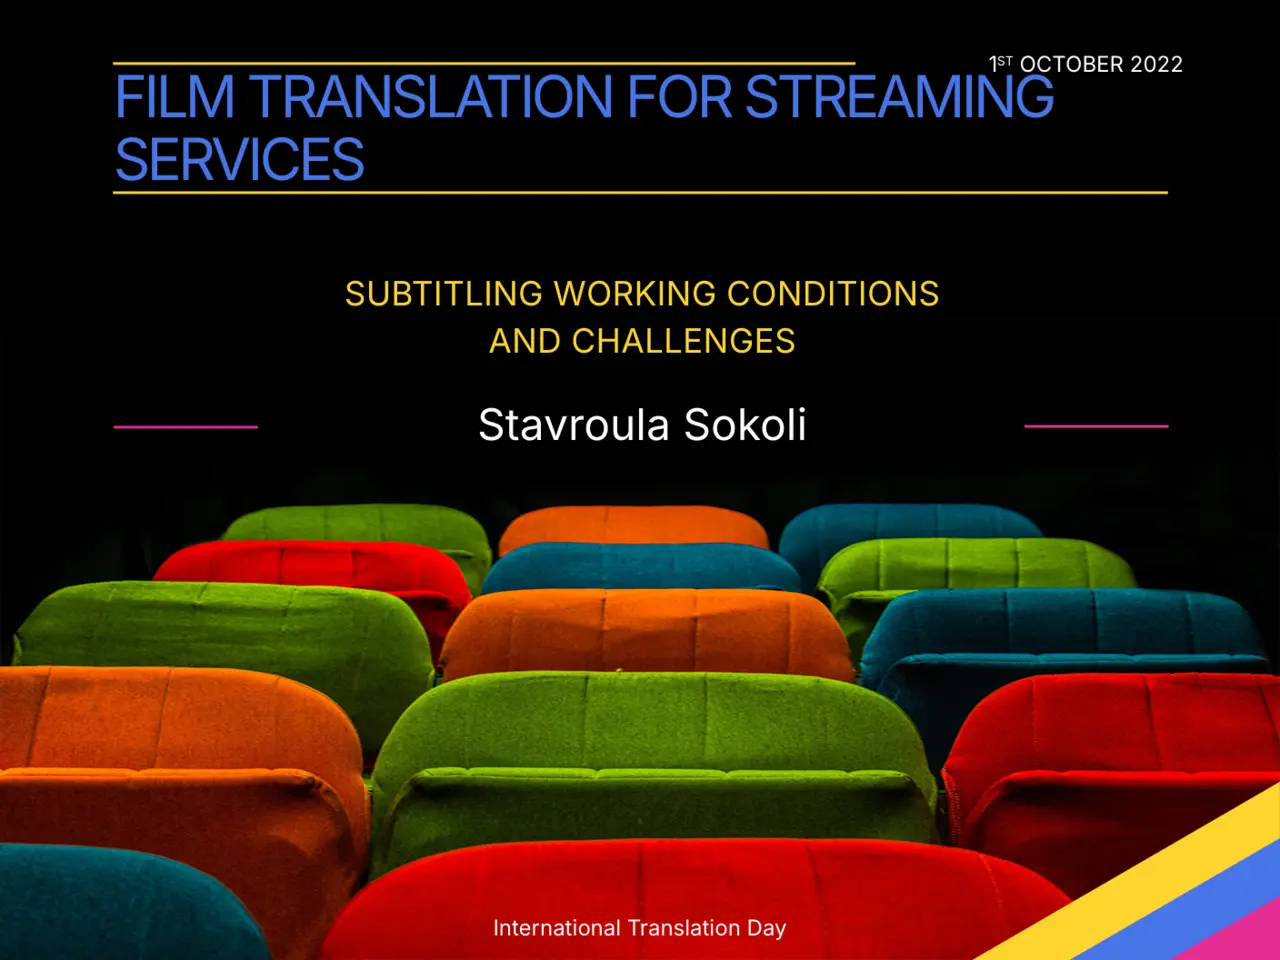 1ST OCTOBER 2022
FILM TRANSLATION FOR STREAMING
SERVICES
SUBTITLING WORKING CONDITIONS
AND CHALLENGES
Stavroula Sokoli
International Translation Day